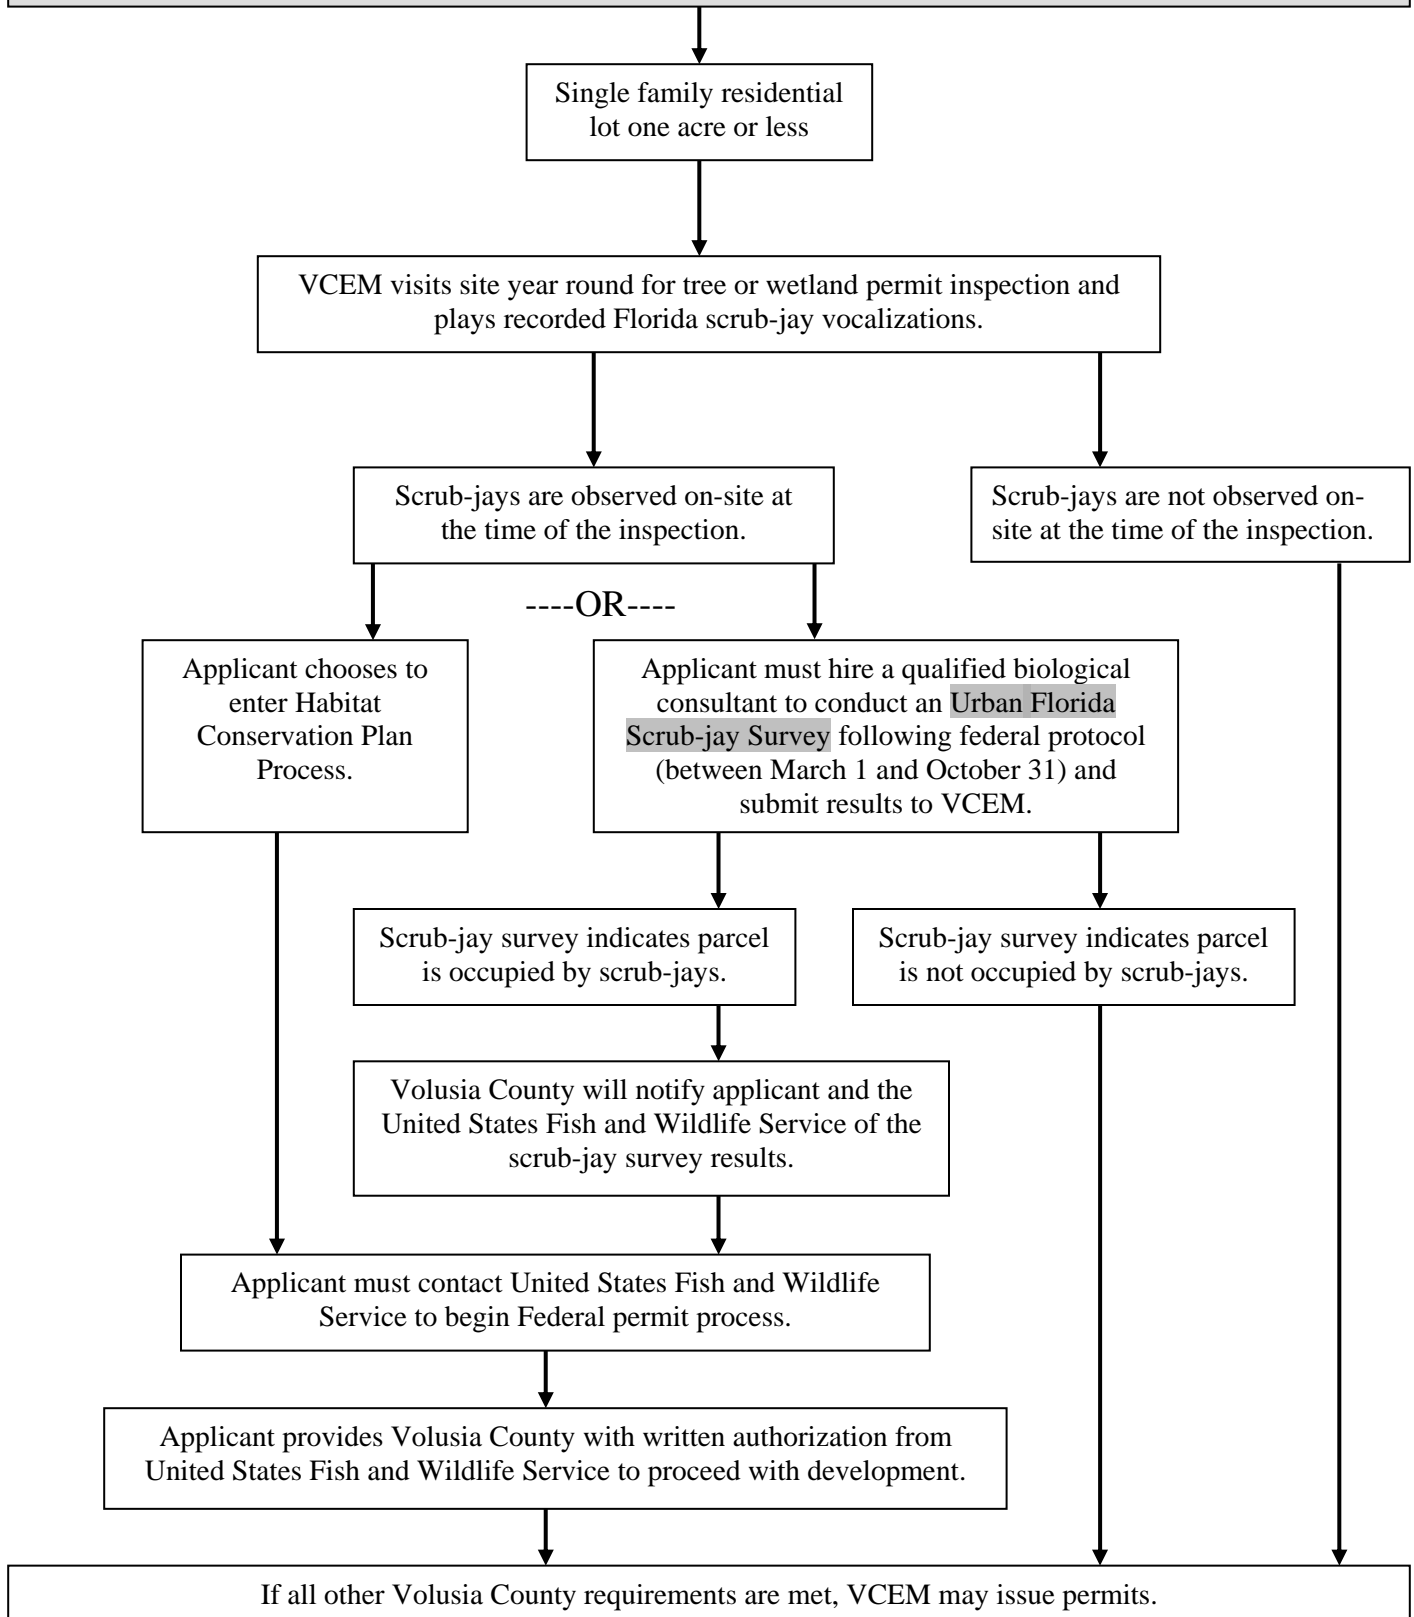 Single family residential
lot one acre or less
VCEM visits site year round for tree or wetland permit inspection and
plays recorded Florida scrub-jay vocalizations.
Scrub-jays are observed on-site at
the time of the inspection.
Scrub-jays are not observed on-
site at the time of the inspection.
----OR----
Applicant chooses to
enter Habitat
Conservation Plan
Process.
Applicant must hire a qualified biological
consultant to conduct an Urban Florida
Scrub-jay Survey following federal protocol
(between March 1 and October 31) and
submit results to VCEM.
Scrub-jay survey indicates parcel
is occupied by scrub-jays.
Scrub-jay survey indicates parcel
is not occupied by scrub-jays.
Volusia County will notify applicant and the
United States Fish and Wildlife Service of the
scrub-jay survey results.
Applicant must contact United States Fish and Wildlife
Service to begin Federal permit process.
Applicant provides Volusia County with written authorization from
United States Fish and Wildlife Service to proceed with development.
If all other Volusia County requirements are met, VCEM may issue permits.